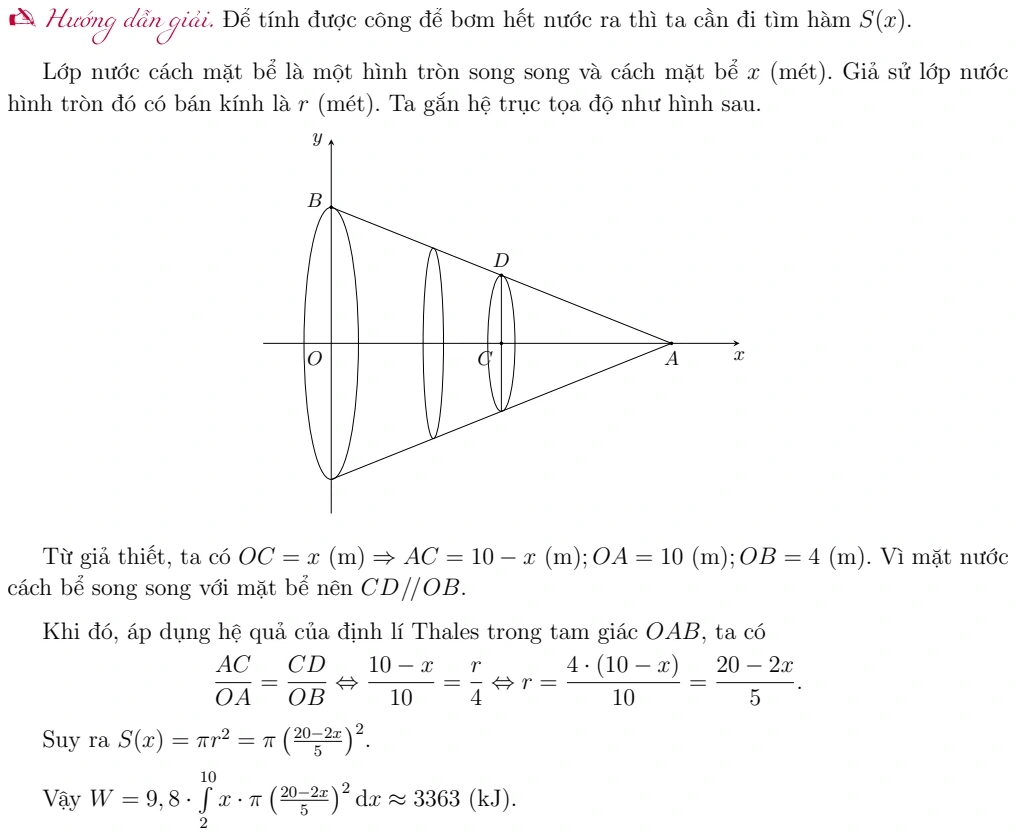 Hướng dẫn giải. Để tính được công để bơm hết nước ra thì ta cần đi tìm hàm S(x).
Lớp nước cách mặt bể là một hình tròn song song và cách mặt bể x (mét). Giả sử lớp nước
hình tròn đó có bán kính là r (mét). Ta gắn hệ trục tọa độ như hình sau.
y
B
D
O
C
A
x
Từ giả thiết, ta có OC = x (m) ⇒ AC = 10 − x (m); OA = 10 (m); OB = 4 (m). Vì mặt nước
cách bể song song với mặt bể nên CD//OB.
Khi đó, áp dụng hệ quả của định lí Thales trong tam giác OAB, ta có
AC/OA = CD/OB ⇔ (10 − x)/10 = r/4 ⇔ r = (4 · (10 − x))/10 = (20 − 2x)/5.
Suy ra S(x) = πr² = π((20−2x)/5)².
Vậy W = 9,8 · ∫₂¹⁰ x · π((20−2x)/5)² dx ≈ 3363 (kJ).